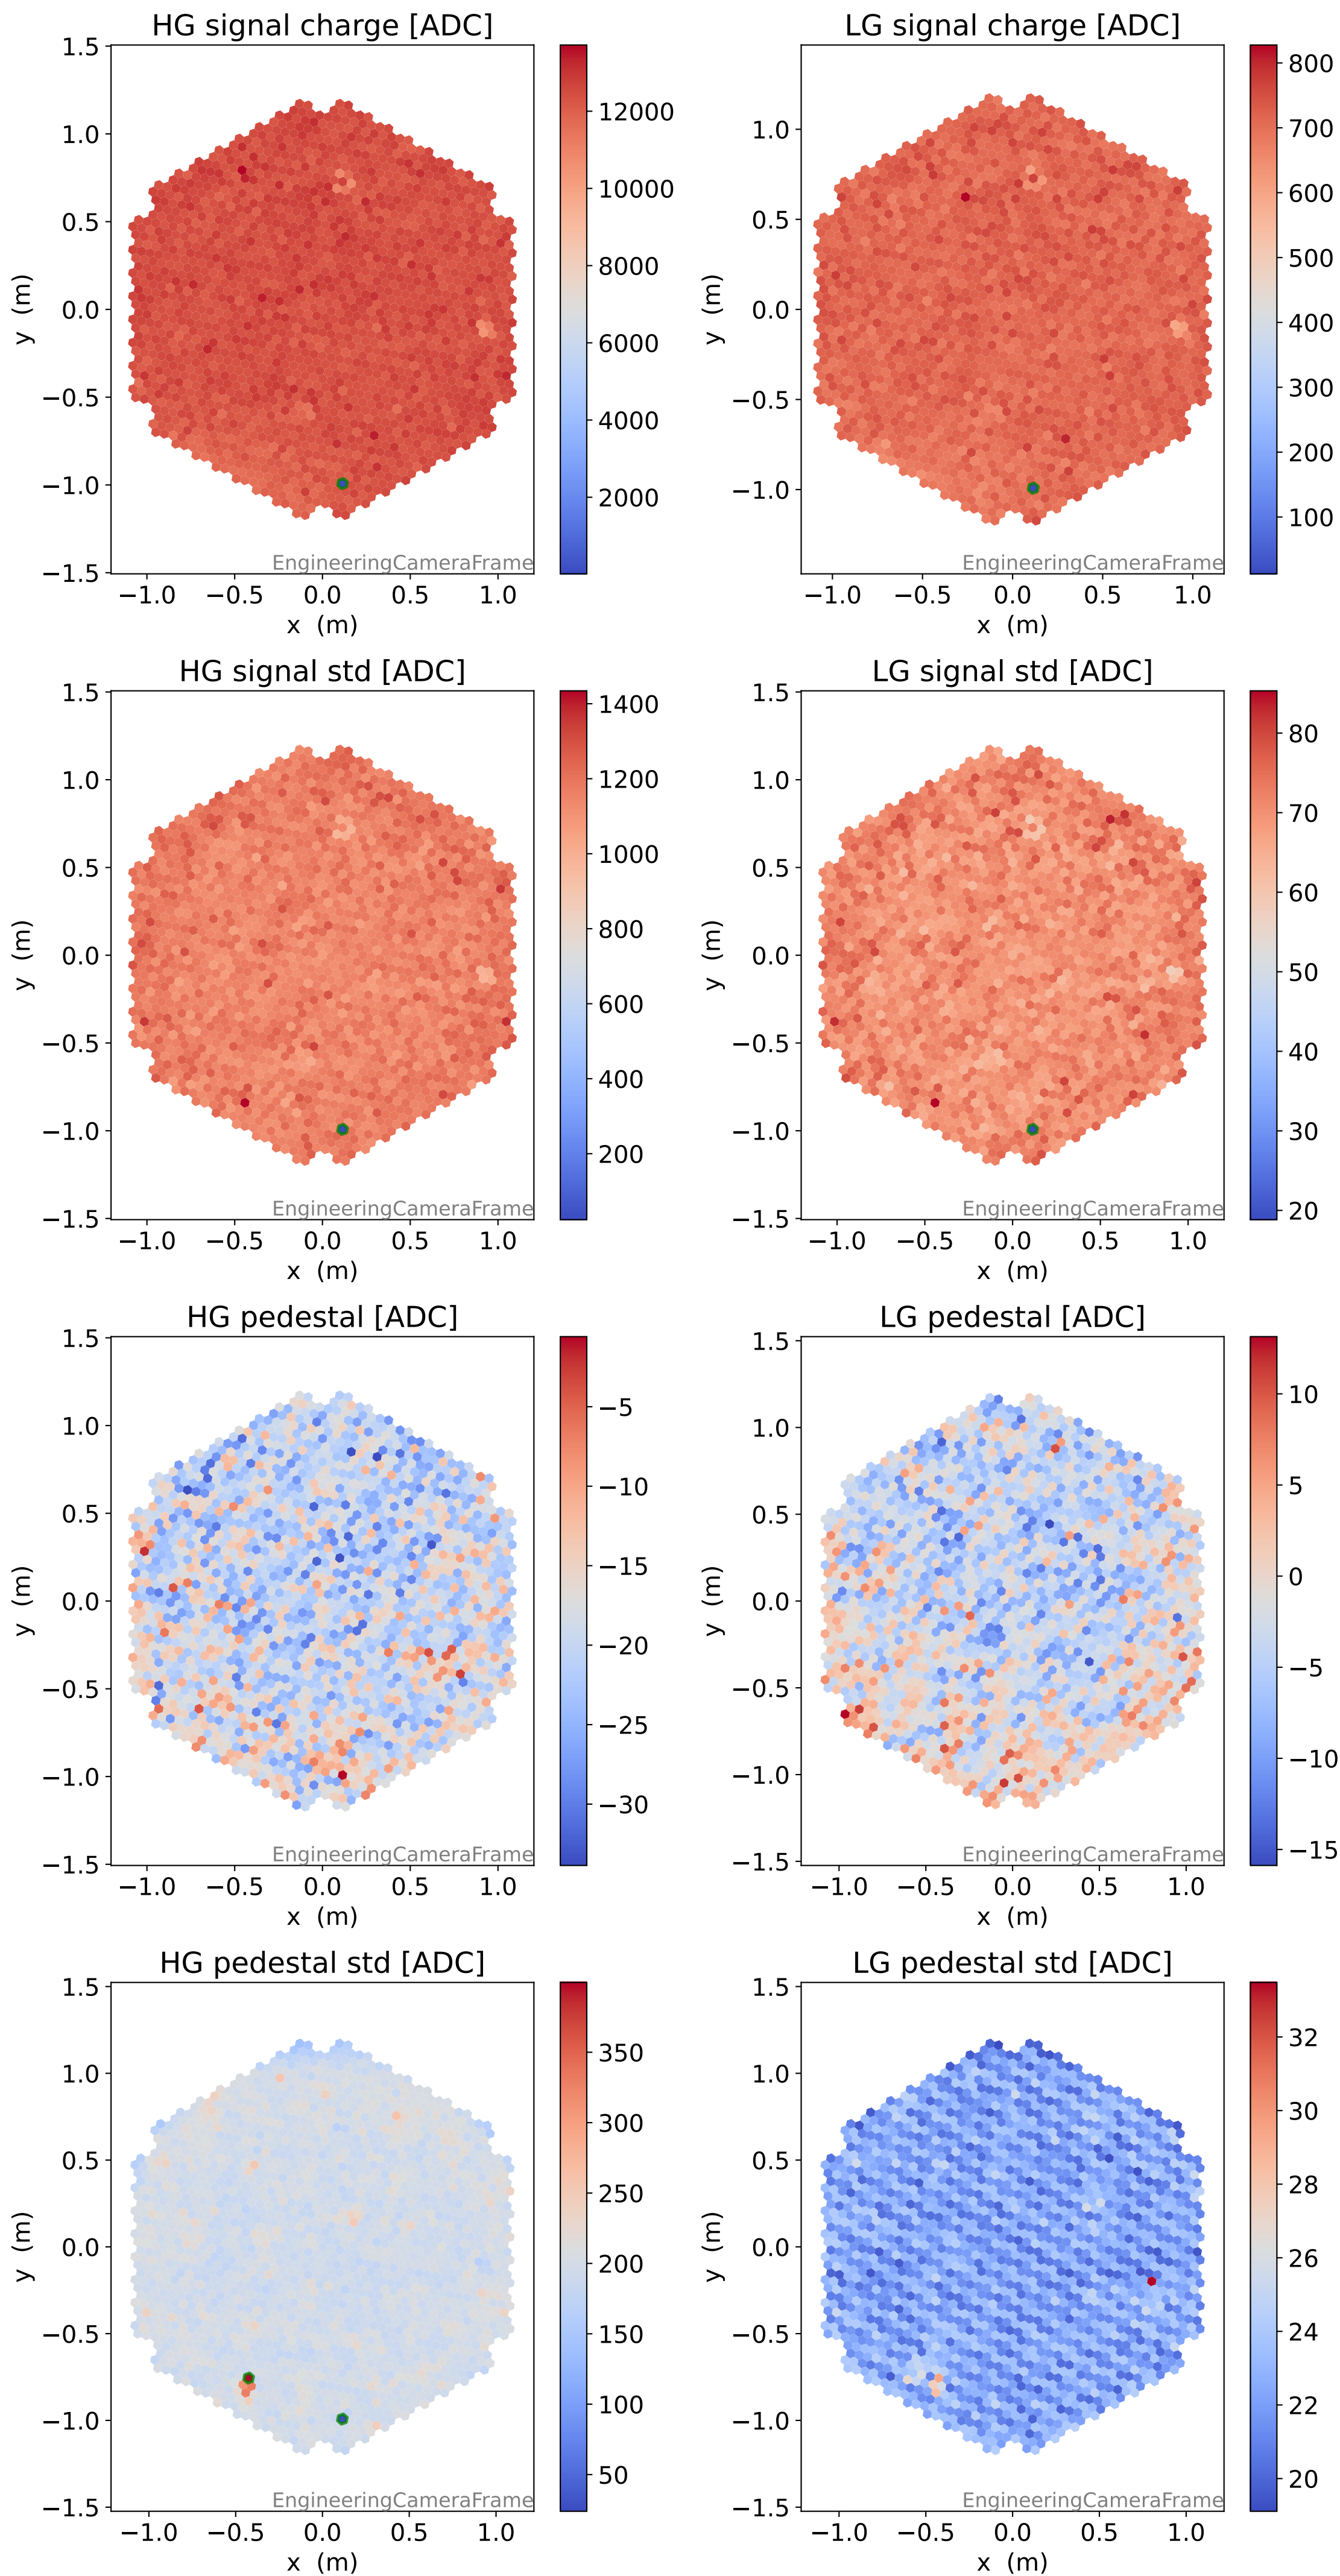 HG signal charge [ADC]
1.5
1.0
0.5
0.0
−0.5
−1.0
−1.5
y (m)
−1.0 −0.5 0.0 0.5 1.0
x (m)
EngineeringCameraFrame
12000
10000
8000
6000
4000
2000
LG signal charge [ADC]
1.0
0.5
0.0
−0.5
−1.0
y (m)
−1.0 −0.5 0.0 0.5 1.0
x (m)
EngineeringCameraFrame
800
700
600
500
400
300
200
100
HG signal std [ADC]
1.5
1.0
0.5
0.0
−0.5
−1.0
−1.5
y (m)
−1.0 −0.5 0.0 0.5 1.0
x (m)
EngineeringCameraFrame
1400
1200
1000
800
600
400
200
LG signal std [ADC]
1.5
1.0
0.5
0.0
−0.5
−1.0
−1.5
y (m)
−1.0 −0.5 0.0 0.5 1.0
x (m)
EngineeringCameraFrame
80
70
60
50
40
30
20
HG pedestal [ADC]
1.5
1.0
0.5
0.0
−0.5
−1.0
−1.5
y (m)
−1.0 −0.5 0.0 0.5 1.0
x (m)
EngineeringCameraFrame
−5
−10
−15
−20
−25
−30
LG pedestal [ADC]
1.5
1.0
0.5
0.0
−0.5
−1.0
−1.5
y (m)
−1.0 −0.5 0.0 0.5 1.0
x (m)
EngineeringCameraFrame
10
5
0
−5
−10
−15
HG pedestal std [ADC]
1.5
1.0
0.5
0.0
−0.5
−1.0
−1.5
y (m)
−1.0 −0.5 0.0 0.5 1.0
x (m)
EngineeringCameraFrame
350
300
250
200
150
100
50
LG pedestal std [ADC]
1.5
1.0
0.5
0.0
−0.5
−1.0
−1.5
y (m)
−1.0 −0.5 0.0 0.5 1.0
x (m)
EngineeringCameraFrame
32
30
28
26
24
22
20